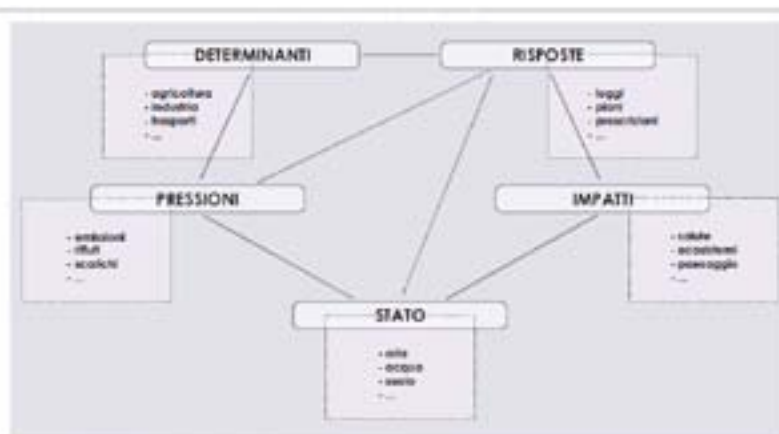 DETERMINANTI
- agricoltura
- industria
- trasporti
- ...
RISPOSTE
- leggi
- piani
- prescrizioni
- ...
PRESSIONI
- emissioni
- rifiuti
- scarichi
- ...
IMPATTI
- salute
- ecosistemi
- paesaggio
- ...
STATO
- aria
- acqua
- suolo
- ...